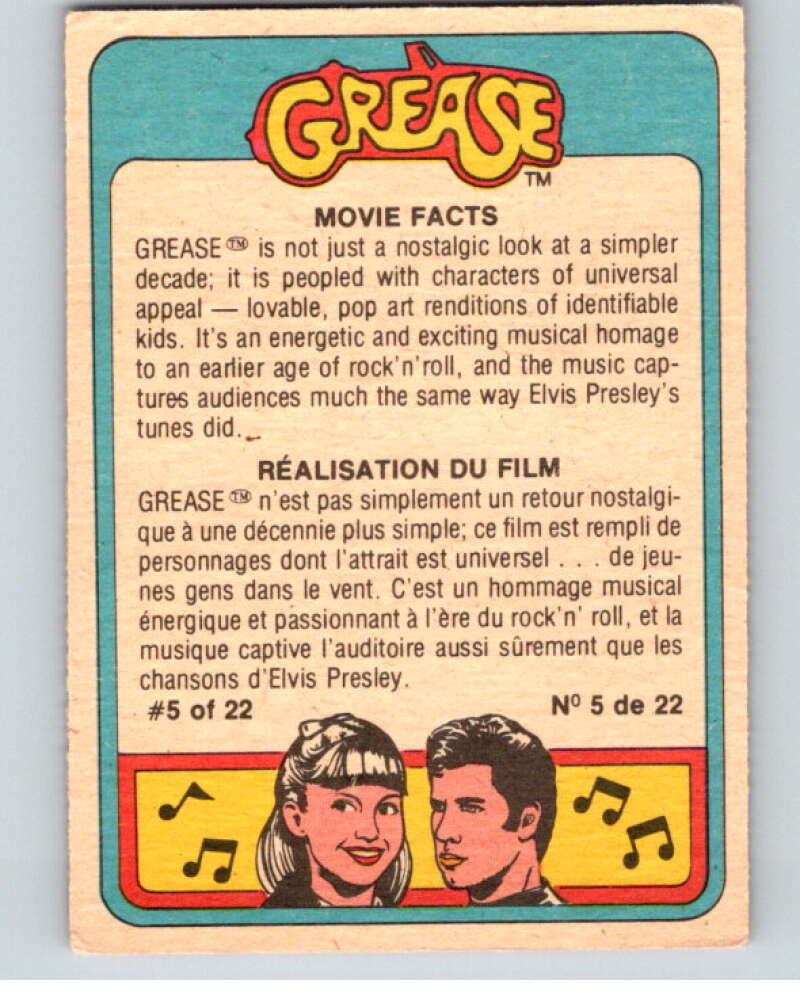 GREASE
TM
MOVIE FACTS
GREASE™ is not just a nostalgic look at a simpler
decade; it is peopled with characters of universal
appeal — lovable, pop art renditions of identifiable
kids. It's an energetic and exciting musical homage
to an earlier age of rock'n'roll, and the music cap-
tures audiences much the same way Elvis Presley's
tunes did.
RÉALISATION DU FILM
GREASE™ n'est pas simplement un retour nostalgi-
que à une décennie plus simple; ce film est rempli de
personnages dont l'attrait est universel . . . de jeu-
nes gens dans le vent. C'est un hommage musical
énergique et passionnant à l'ère du rock'n' roll, et la
musique captive l'auditoire aussi sûrement que les
chansons d'Elvis Presley.
#5 of 22 Nº 5 de 22